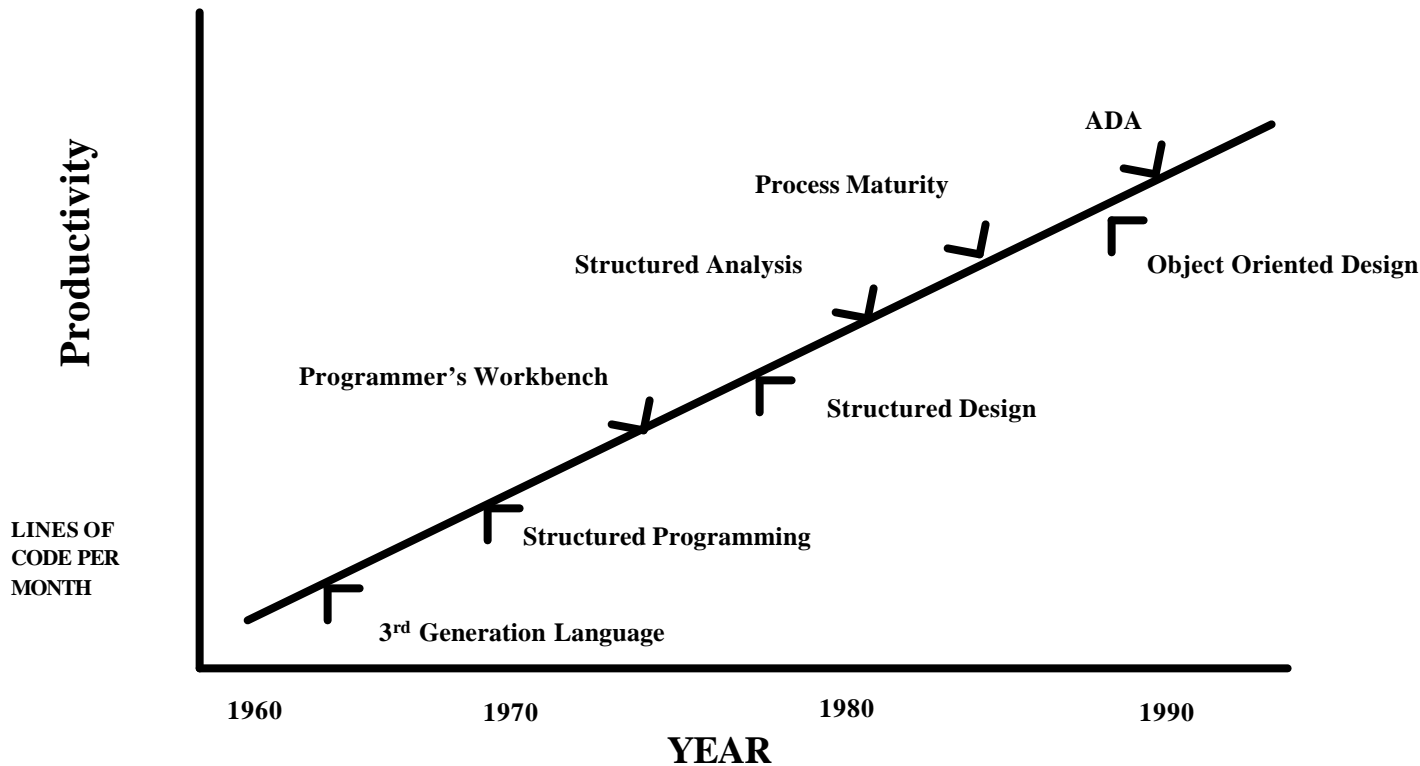 ADA
Productivity
Process Maturity
Structured Analysis
Object Oriented Design
Programmer’s Workbench
Structured Design
LINES OF
CODE PER
MONTH
Structured Programming
3rd Generation Language
1960
1970
1980
1990
YEAR